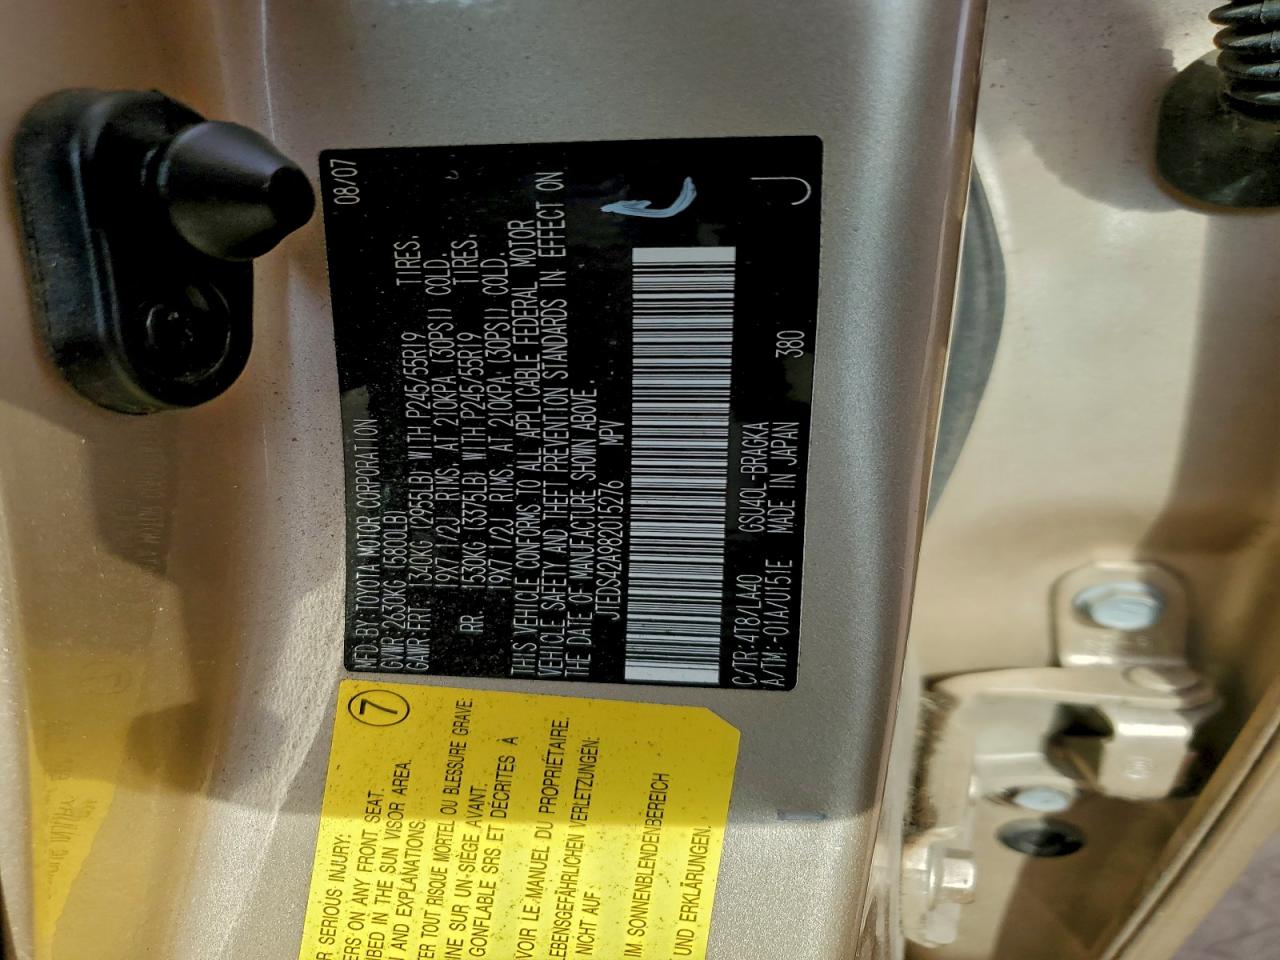 MFD. BY: TOYOTA MOTOR CORPORATION 08/07
GVWR: 2630KG (5800LB)
GAWR: FRT 1340KG (2955LB) WITH P245/55R19 TIRES,
19X7 1/2J RIMS, AT 210KPA (30PSI) COLD.
RR 1530KG (3375LB) WITH P245/55R19 TIRES,
19X7 1/2J RIMS, AT 210KPA (30PSI) COLD.
THIS VEHICLE CONFORMS TO ALL APPLICABLE FEDERAL MOTOR
VEHICLE SAFETY AND THEFT PREVENTION STANDARDS IN EFFECT ON
THE DATE OF MANUFACTURE SHOWN ABOVE.
JTEDS42A982015276 MPV
C/TR: 4T8/LA40 GSU40L-BRAGKA
A/TM: -01A/U151E MADE IN JAPAN 380 J
7
R SERIOUS INJURY:
ERS ON ANY FRONT SEAT.
IBED IN THE SUN VISOR AREA.
AND EXPLANATIONS.
TER TOUT RISQUE MORTEL OU BLESSURE GRAVE:
INE SUR UN-SIÈGE AVANT.
GONFLABLE SRS ET DÉCRITES À
VOIR LE MANUEL DU PROPRIÉTAIRE.
EBENSGEFÄHRLICHEN VERLETZUNGEN:
NICHT AUF
IM SONNENBLENDENBEREICH
UND ERKLÄRUNGEN.